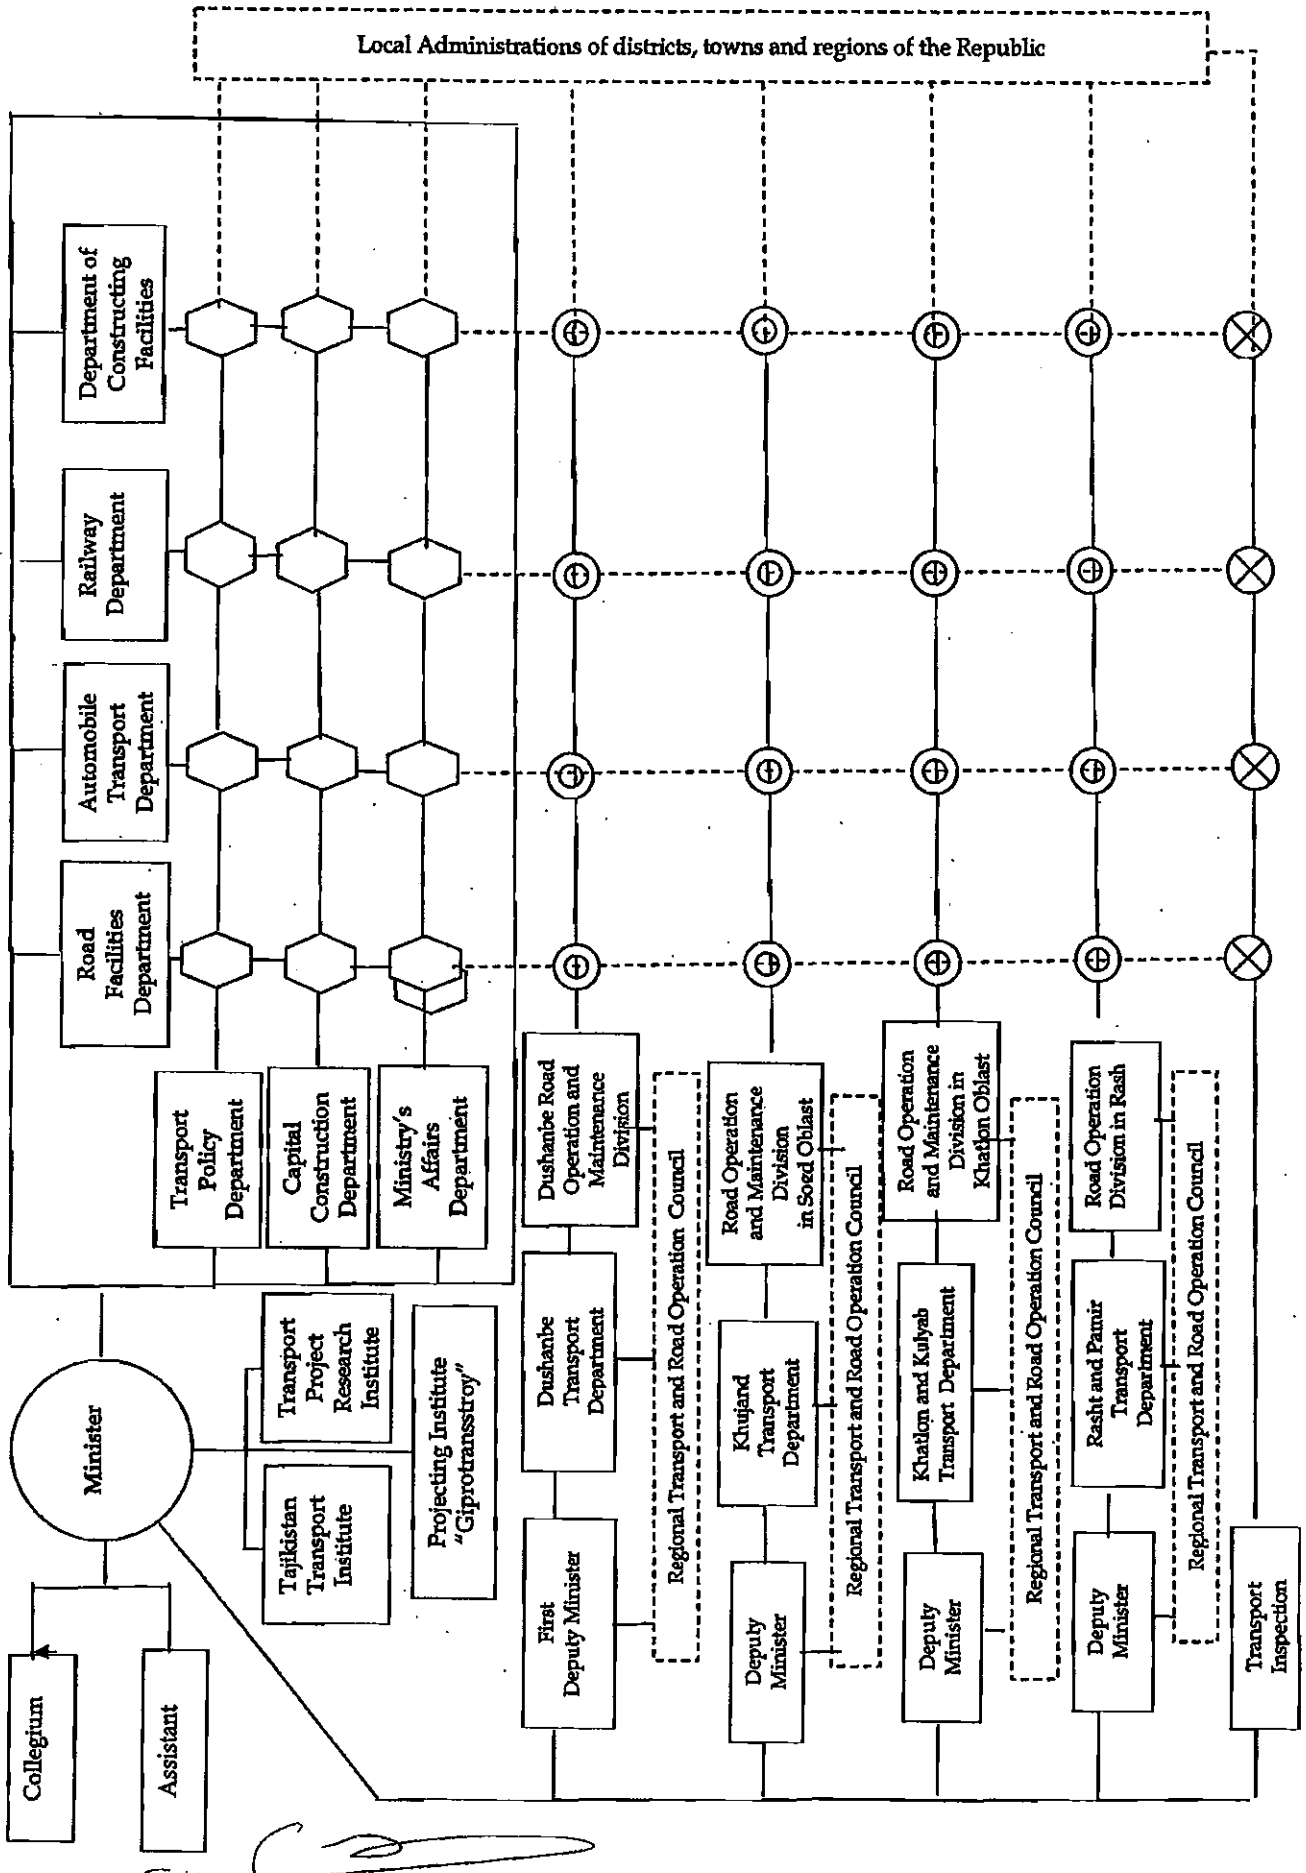 Collegium
Assistant
Minister
Tajikistan
Transport
Institute
Transport
Project
Research
Institute
Projecting Institute
"Giprotransstroy"
Road
Facilities
Department
Automobile
Transport
Department
Railway
Department
Department of
Constructing
Facilities
Transport
Policy
Department
Capital
Construction
Department
Ministry's
Affairs
Department
Local Administrations of districts, towns and regions of the Republic
First
Deputy Minister
Dushanbe
Transport
Department
Dushanbe Road
Operation and
Maintenance
Division
Regional Transport and Road Operation Council
Deputy
Minister
Khujand
Transport
Department
Road Operation
and Maintenance
Division
in Sogd Oblast
Regional Transport and Road Operation Council
Deputy
Minister
Khatlon and Kulyab
Transport Department
Road Operation
and Maintenance
Division in
Khatlon Oblast
Regional Transport and Road Operation Council
Deputy
Minister
Rasht and Pamir
Transport
Department
Road Operation
Division in Rash
Regional Transport and Road Operation Council
Transport
Inspection